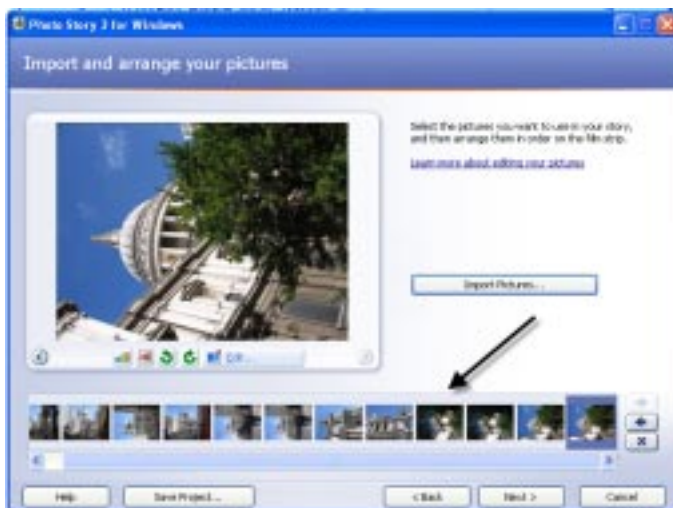 Photo Story 3 for Windows
Import and arrange your pictures
Select the pictures you want to use in your story,
and then arrange them in order on the film strip.
Learn more about editing your pictures
Import Pictures...
Edit...
Help
Save Project...
< Back
Next >
Cancel